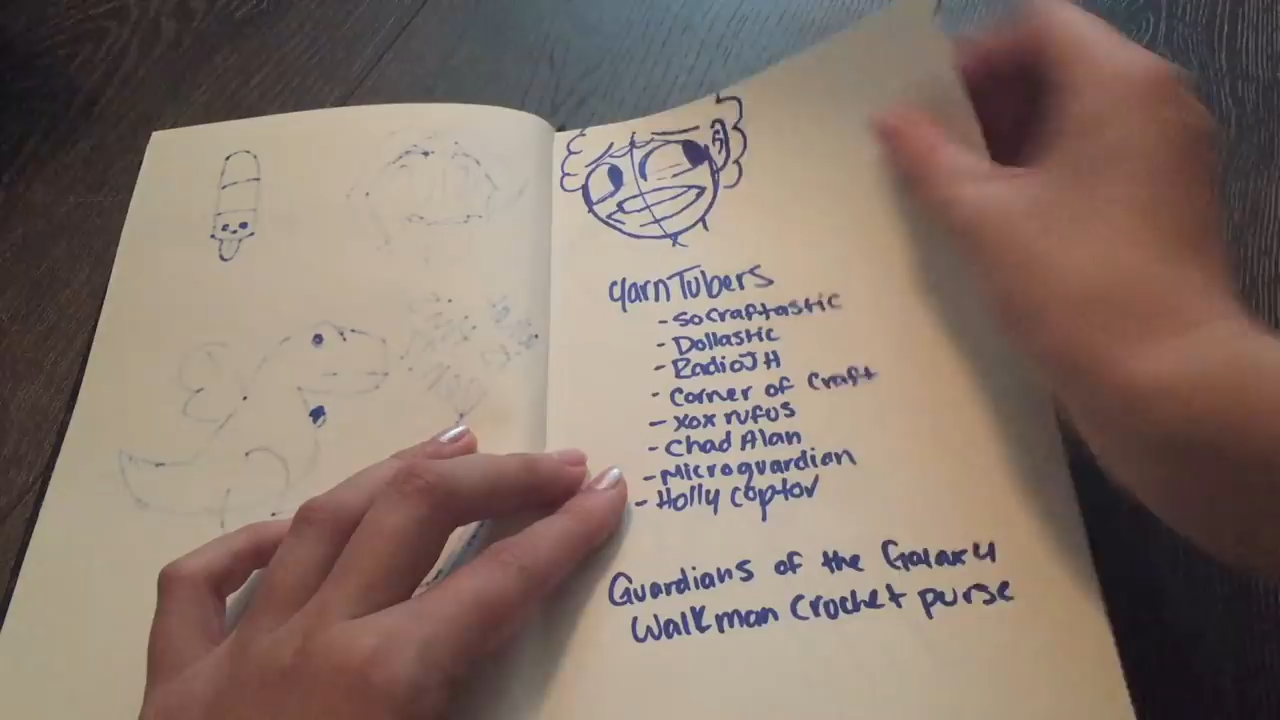 YarnTubers
- Socraftastic
- Dollastic
- RadioJH
- Corner of Craft
- xox rufus
- Chad Alan
- Microguardian
- Holly Coptor
Guardians of the Galaxy
Walkman Crochet purse